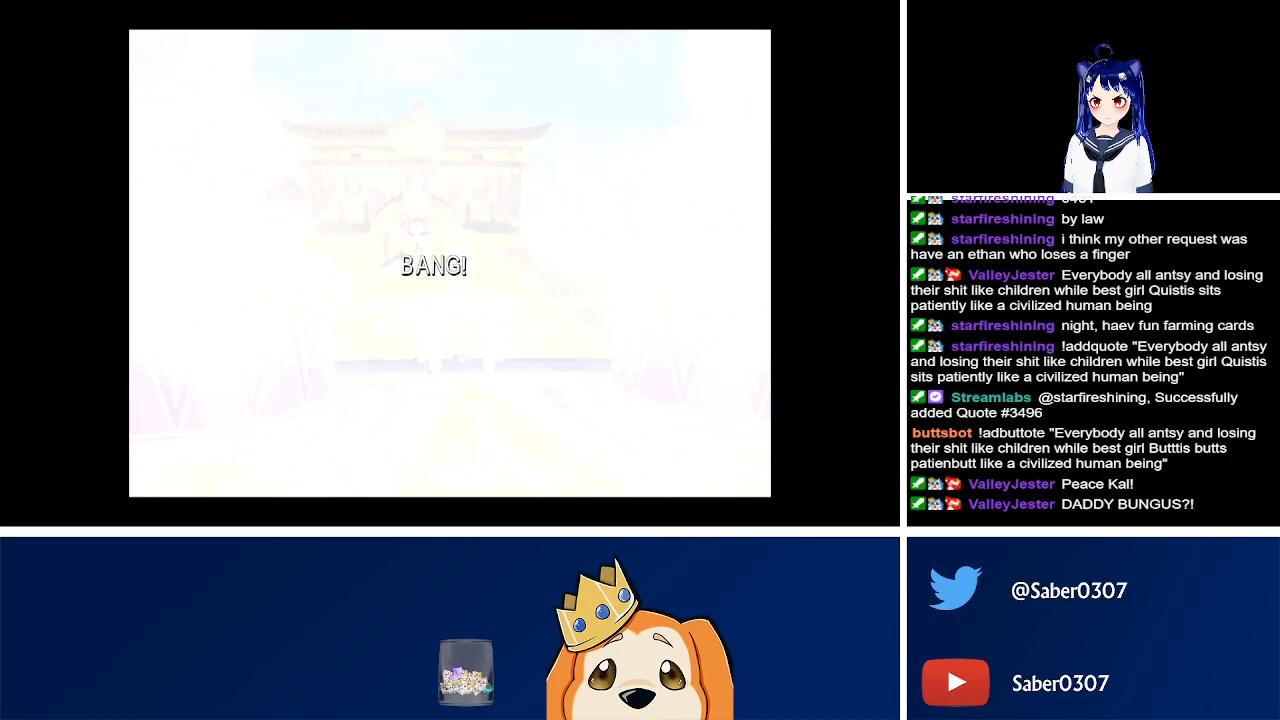 BANG!
starfireshining
starfireshining by law
starfireshining i think my other request was
have an ethan who loses a finger
ValleyJester Everybody all antsy and losing
their shit like children while best girl Quistis sits
patiently like a civilized human being
starfireshining night, haev fun farming cards
starfireshining !addquote "Everybody all antsy
and losing their shit like children while best girl Quistis
sits patiently like a civilized human being"
Streamlabs @starfireshining, Successfully
added Quote #3496
buttsbot !adbuttote "Everybody all antsy and losing
their shit like children while best girl Butttis butts
patienbutt like a civilized human being"
ValleyJester Peace Kal!
ValleyJester DADDY BUNGUS?!
@Saber0307
Saber0307